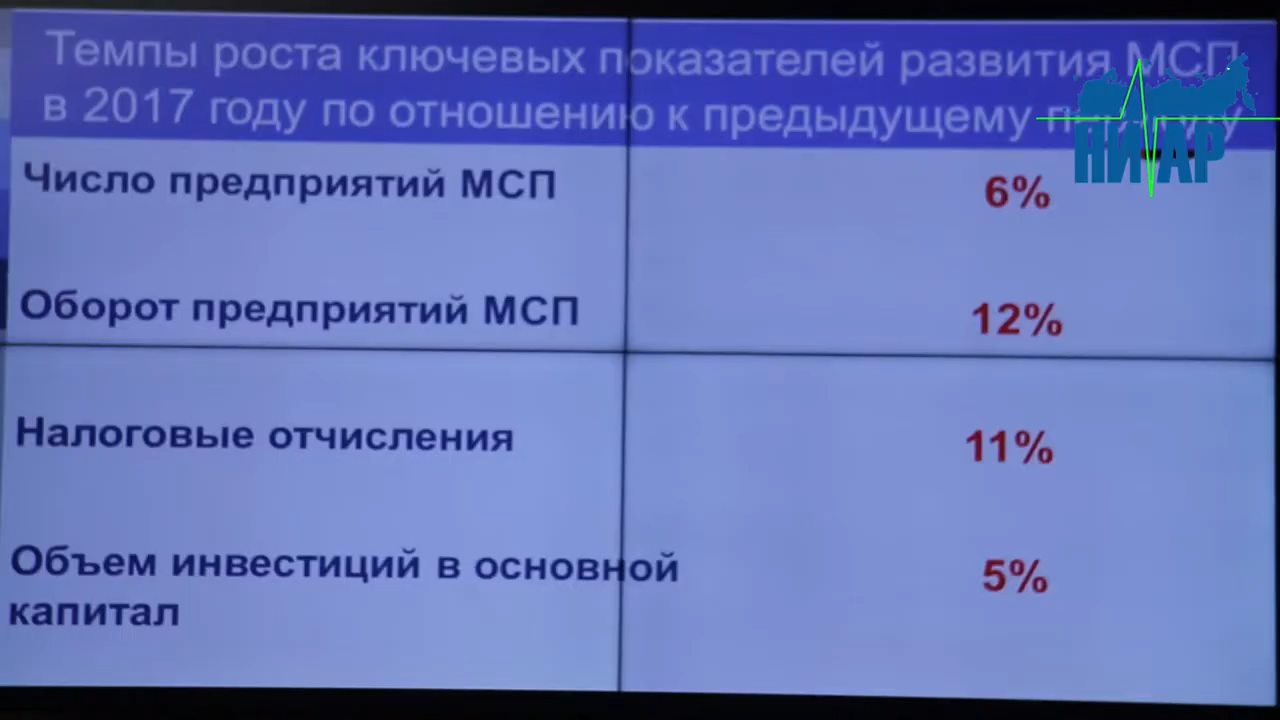 Темпы роста ключевых показателей развития МСП
в 2017 году по отношению к предыдущему
Число предприятий МСП 6%
Оборот предприятий МСП 12%
Налоговые отчисления 11%
Объем инвестиций в основной 5%
капитал